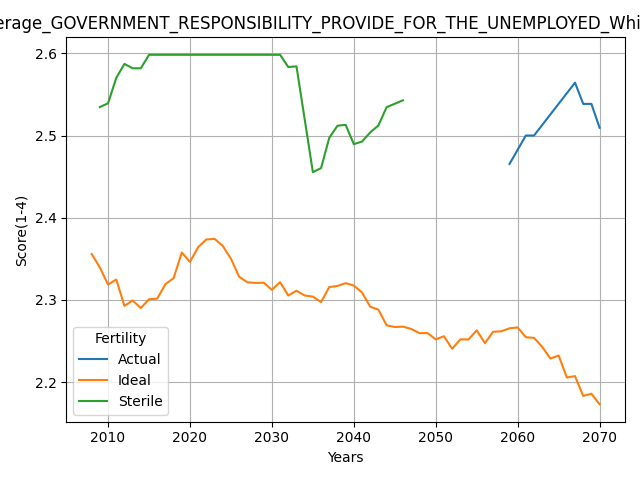 erage_GOVERNMENT_RESPONSIBILITY_PROVIDE_FOR_THE_UNEMPLOYED_Whi
2.6
2.5
2.4
2.3
2.2
Score(1-4)
Fertility
Actual
Ideal
Sterile
2010 2020 2030 2040 2050 2060 2070
Years